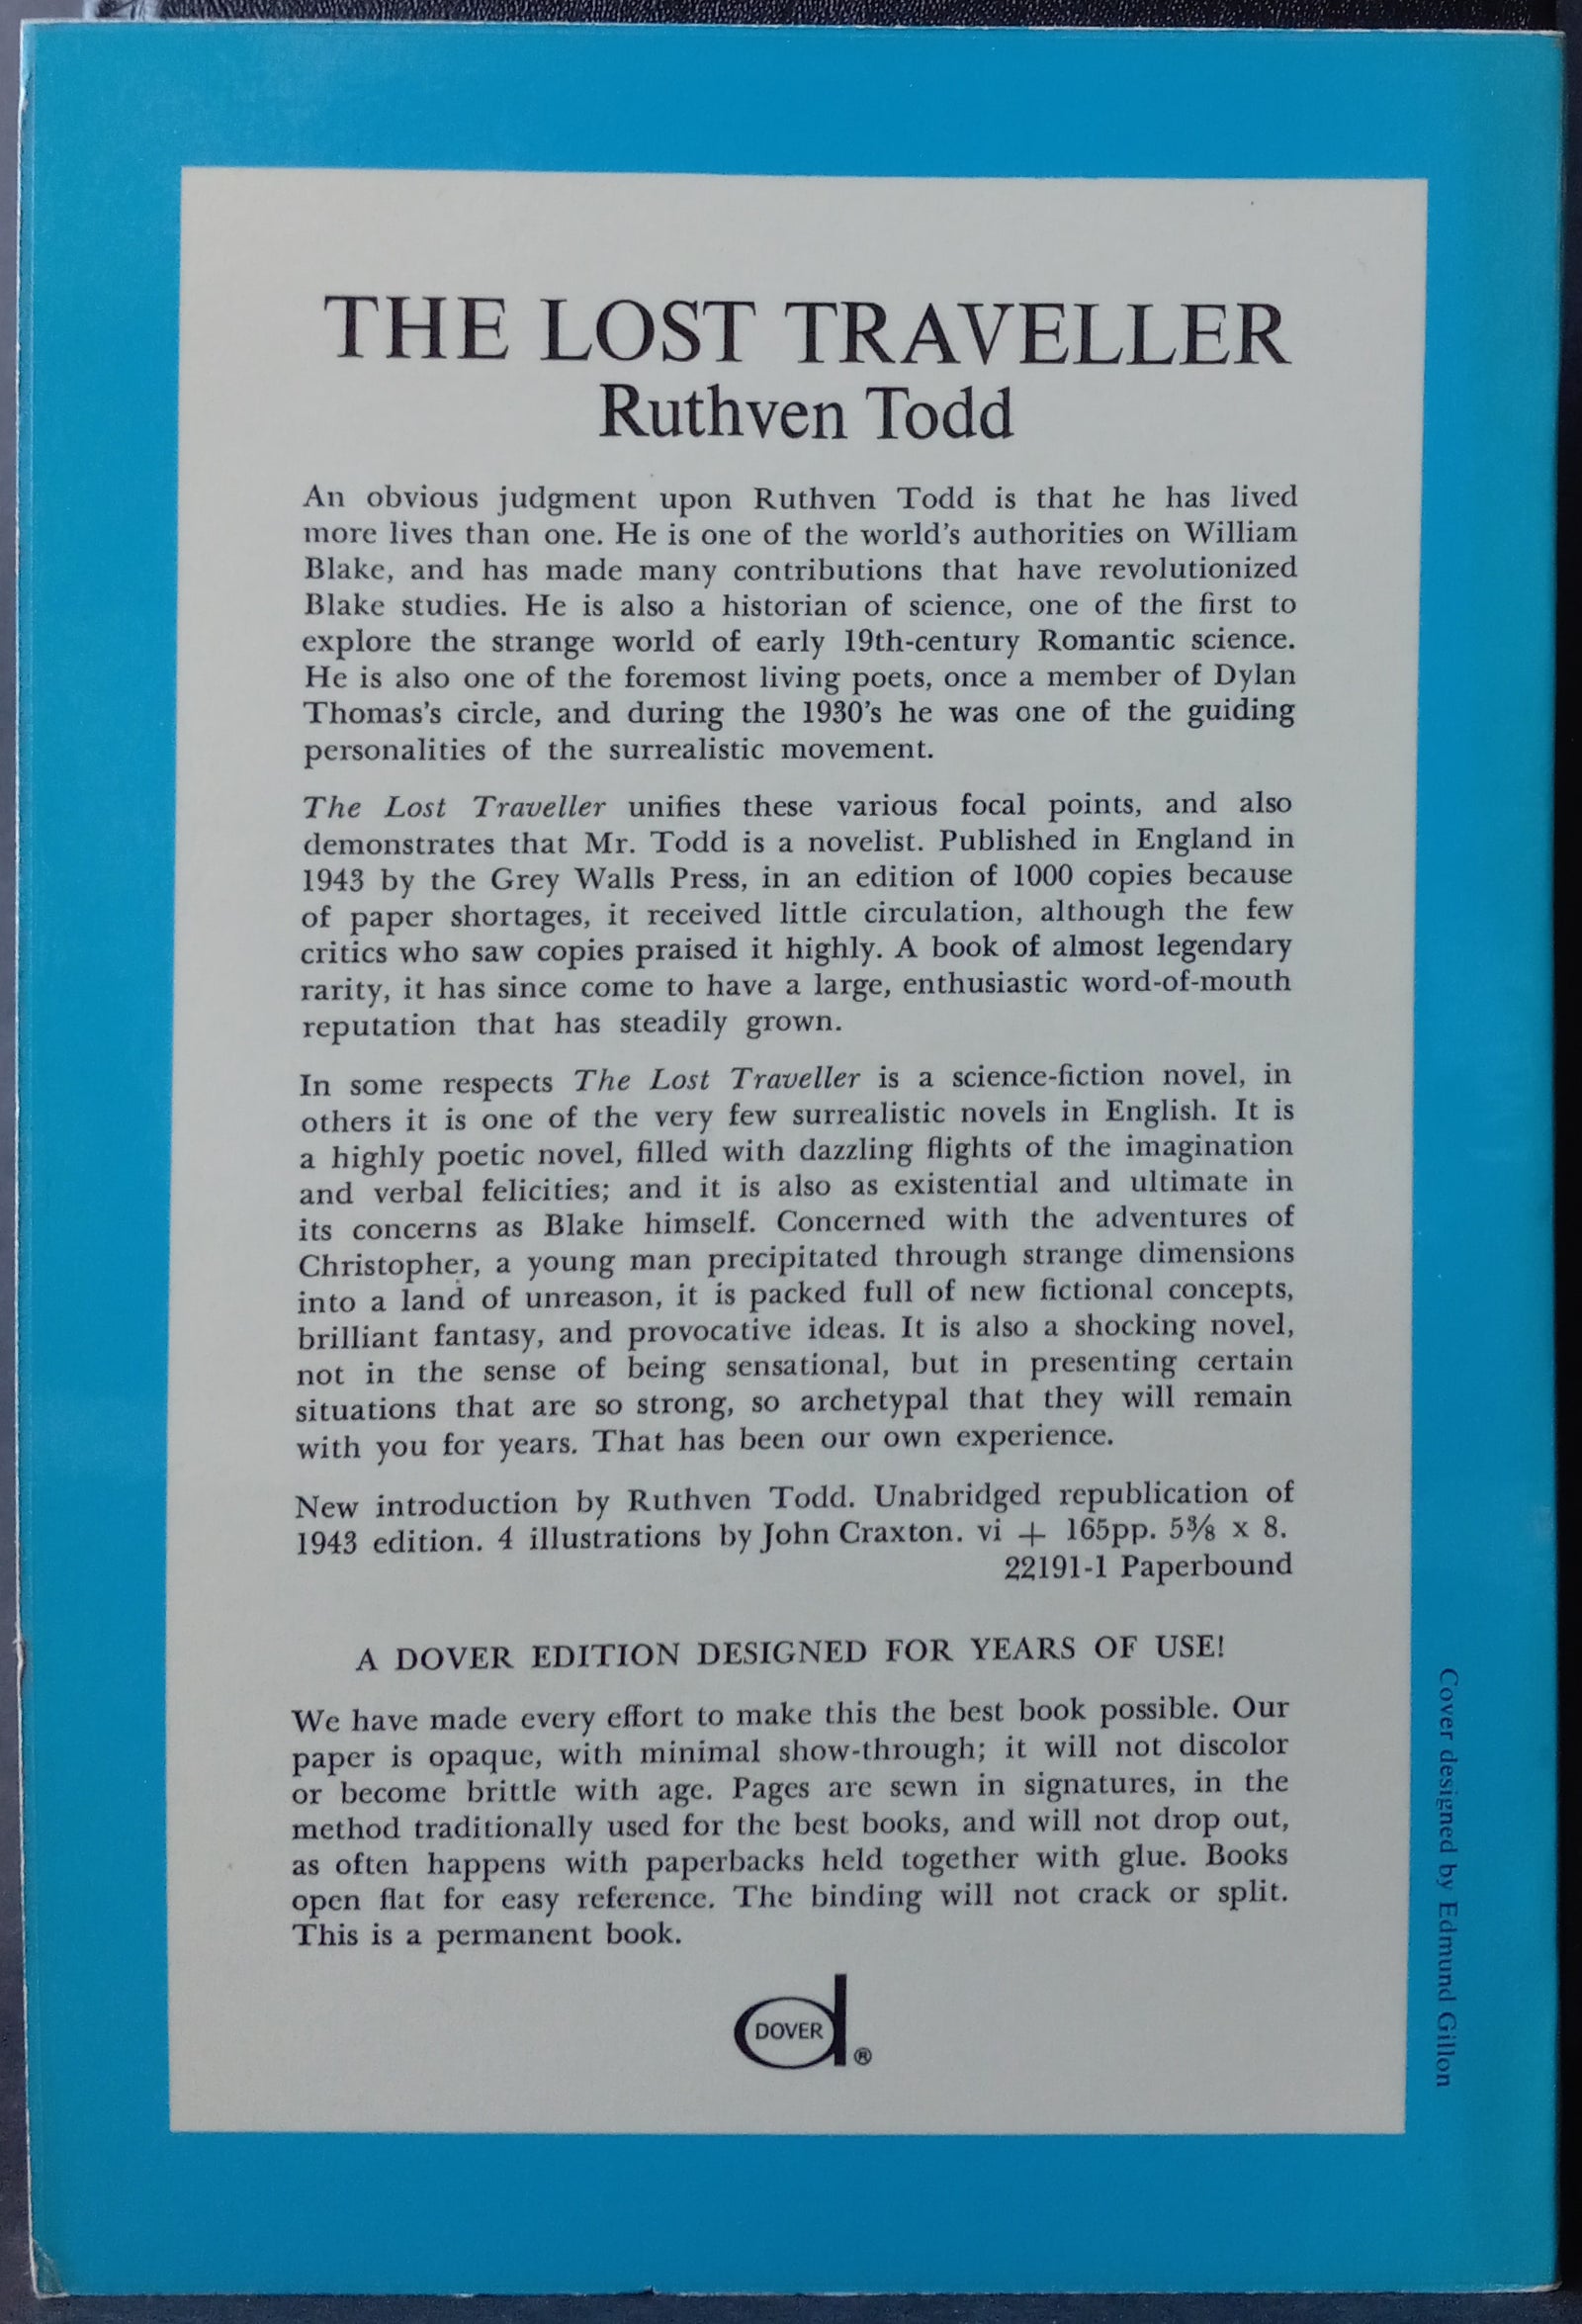 THE LOST TRAVELLER
Ruthven Todd
An obvious judgment upon Ruthven Todd is that he has lived
more lives than one. He is one of the world's authorities on William
Blake, and has made many contributions that have revolutionized
Blake studies. He is also a historian of science, one of the first to
explore the strange world of early 19th-century Romantic science.
He is also one of the foremost living poets, once a member of Dylan
Thomas's circle, and during the 1930's he was one of the guiding
personalities of the surrealistic movement.
The Lost Traveller unifies these various focal points, and also
demonstrates that Mr. Todd is a novelist. Published in England in
1943 by the Grey Walls Press, in an edition of 1000 copies because
of paper shortages, it received little circulation, although the few
critics who saw copies praised it highly. A book of almost legendary
rarity, it has since come to have a large, enthusiastic word-of-mouth
reputation that has steadily grown.
In some respects The Lost Traveller is a science-fiction novel, in
others it is one of the very few surrealistic novels in English. It is
a highly poetic novel, filled with dazzling flights of the imagination
and verbal felicities; and it is also as existential and ultimate in
its concerns as Blake himself. Concerned with the adventures of
Christopher, a young man precipitated through strange dimensions
into a land of unreason, it is packed full of new fictional concepts,
brilliant fantasy, and provocative ideas. It is also a shocking novel,
not in the sense of being sensational, but in presenting certain
situations that are so strong, so archetypal that they will remain
with you for years. That has been our own experience.
New introduction by Ruthven Todd. Unabridged republication of
1943 edition. 4 illustrations by John Craxton. vi + 165pp. 5⅜ x 8.
22191-1 Paperbound
A DOVER EDITION DESIGNED FOR YEARS OF USE!
We have made every effort to make this the best book possible. Our
paper is opaque, with minimal show-through; it will not discolor
or become brittle with age. Pages are sewn in signatures, in the
method traditionally used for the best books, and will not drop out,
as often happens with paperbacks held together with glue. Books
open flat for easy reference. The binding will not crack or split.
This is a permanent book.
DOVER
®
Cover designed by Edmund Gillon